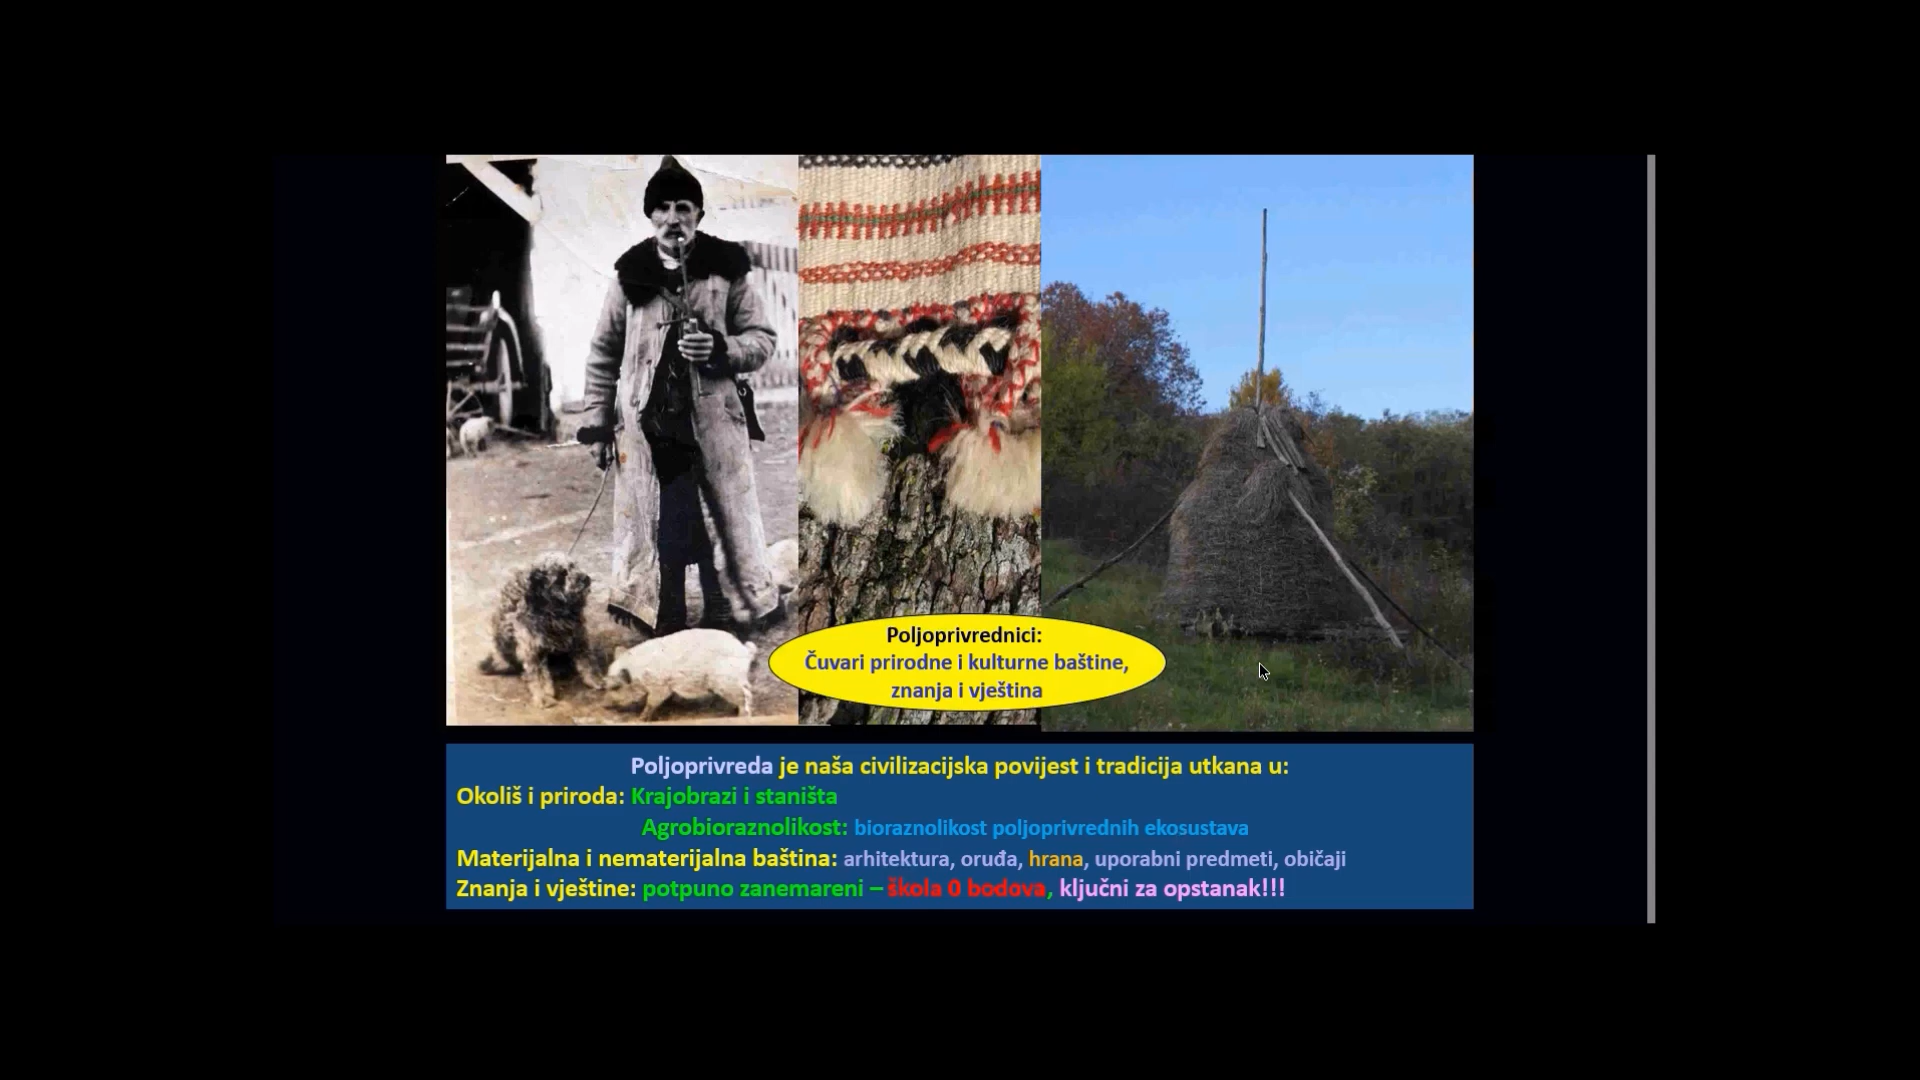 Poljoprivrednici:
Čuvari prirodne i kulturne baštine,
znanja i vještina
Poljoprivreda je naša civilizacijska povijest i tradicija utkana u:
Okoliš i priroda: Krajobrazi i staništa
Agrobioraznolikost: bioraznolikost poljoprivrednih ekosustava
Materijalna i nematerijalna baština: arhitektura, oruđa, hrana, uporabni predmeti, običaji
Znanja i vještine: potpuno zanemareni – škola 0 bodova, ključni za opstanak!!!